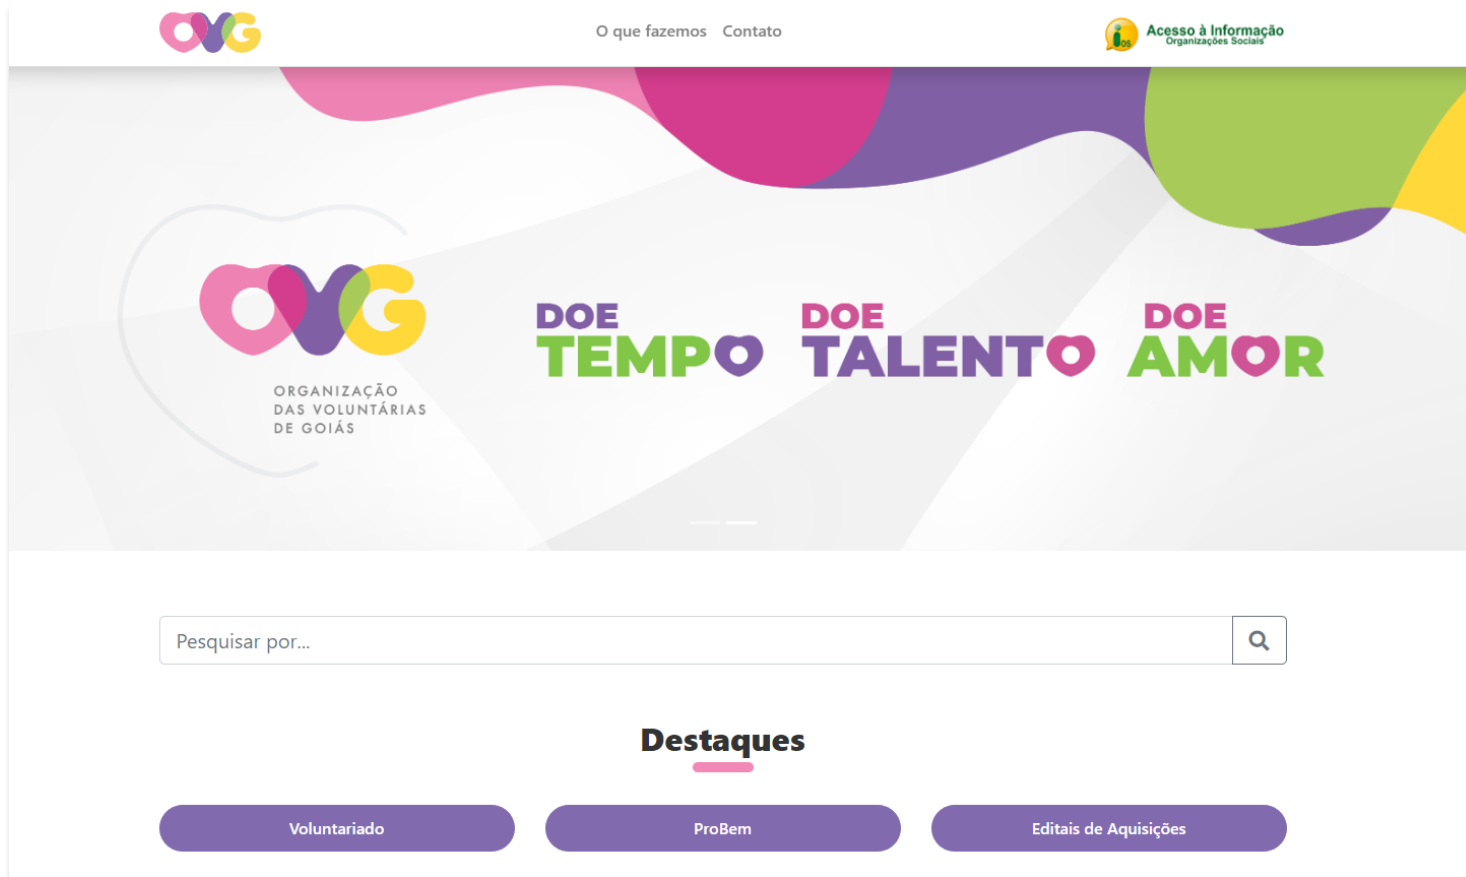 OVG
O que fazemos Contato
ios Acesso à Informação
Organizações Sociais
OVG
ORGANIZAÇÃO
DAS VOLUNTÁRIAS
DE GOIÁS
DOE
TEMPO
DOE
TALENTO
DOE
AMOR
Pesquisar por...
Destaques
Voluntariado
ProBem
Editais de Aquisições